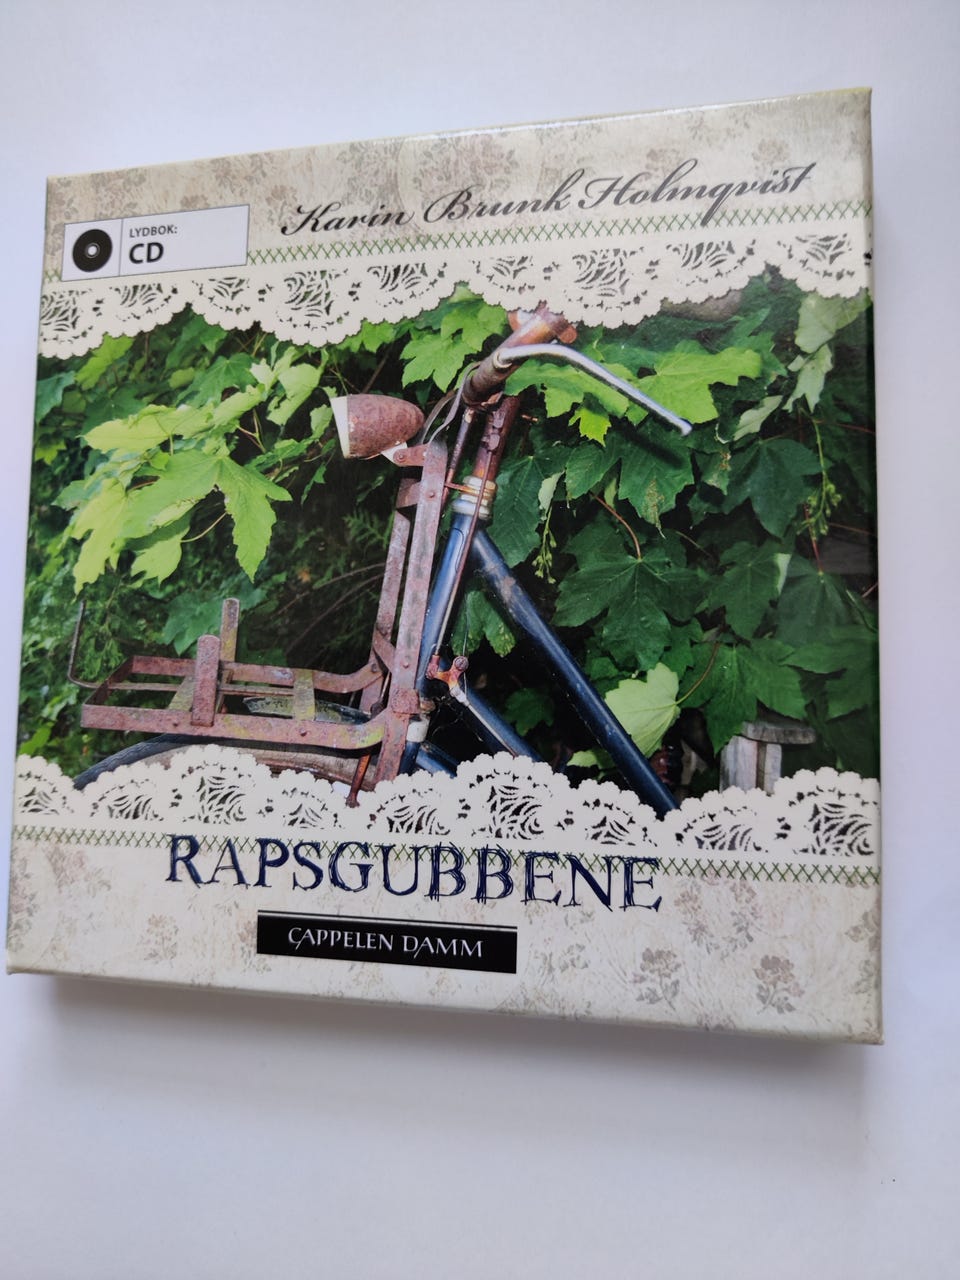 Karin Brunk Holmqvist
LYDBOK:
CD
RAPSGUBBENE
CAPPELEN DAMM